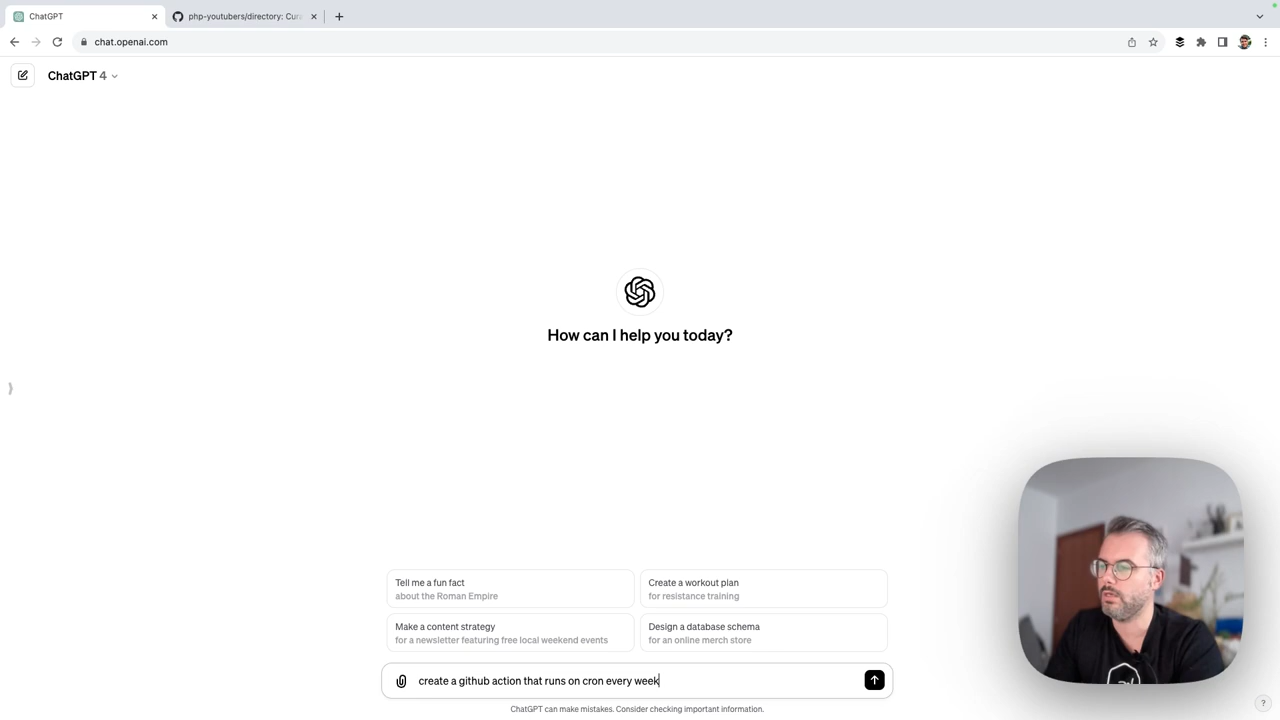 ChatGPT
php-youtubers/directory: Cur
chat.openai.com
ChatGPT 4
How can I help you today?
Tell me a fun fact
about the Roman Empire
Create a workout plan
for resistance training
Make a content strategy
for a newsletter featuring free local weekend events
Design a database schema
for an online merch store
create a github action that runs on cron every week
ChatGPT can make mistakes. Consider checking important information.
?